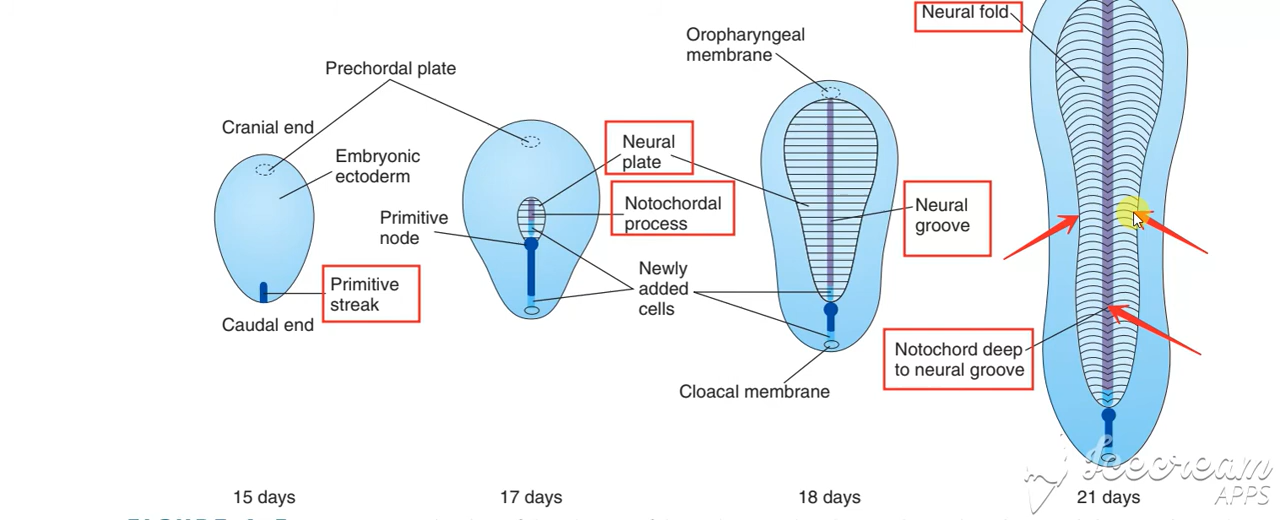 Neural fold
Oropharyngeal
membrane
Prechordal plate
Cranial end
Embryonic
ectoderm
Neural
plate
Notochordal
process
Primitive
node
Neural
groove
Newly
added
cells
Primitive
streak
Caudal end
Notochord deep
to neural groove
Cloacal membrane
Icecream
APPS
15 days
17 days
18 days
21 days